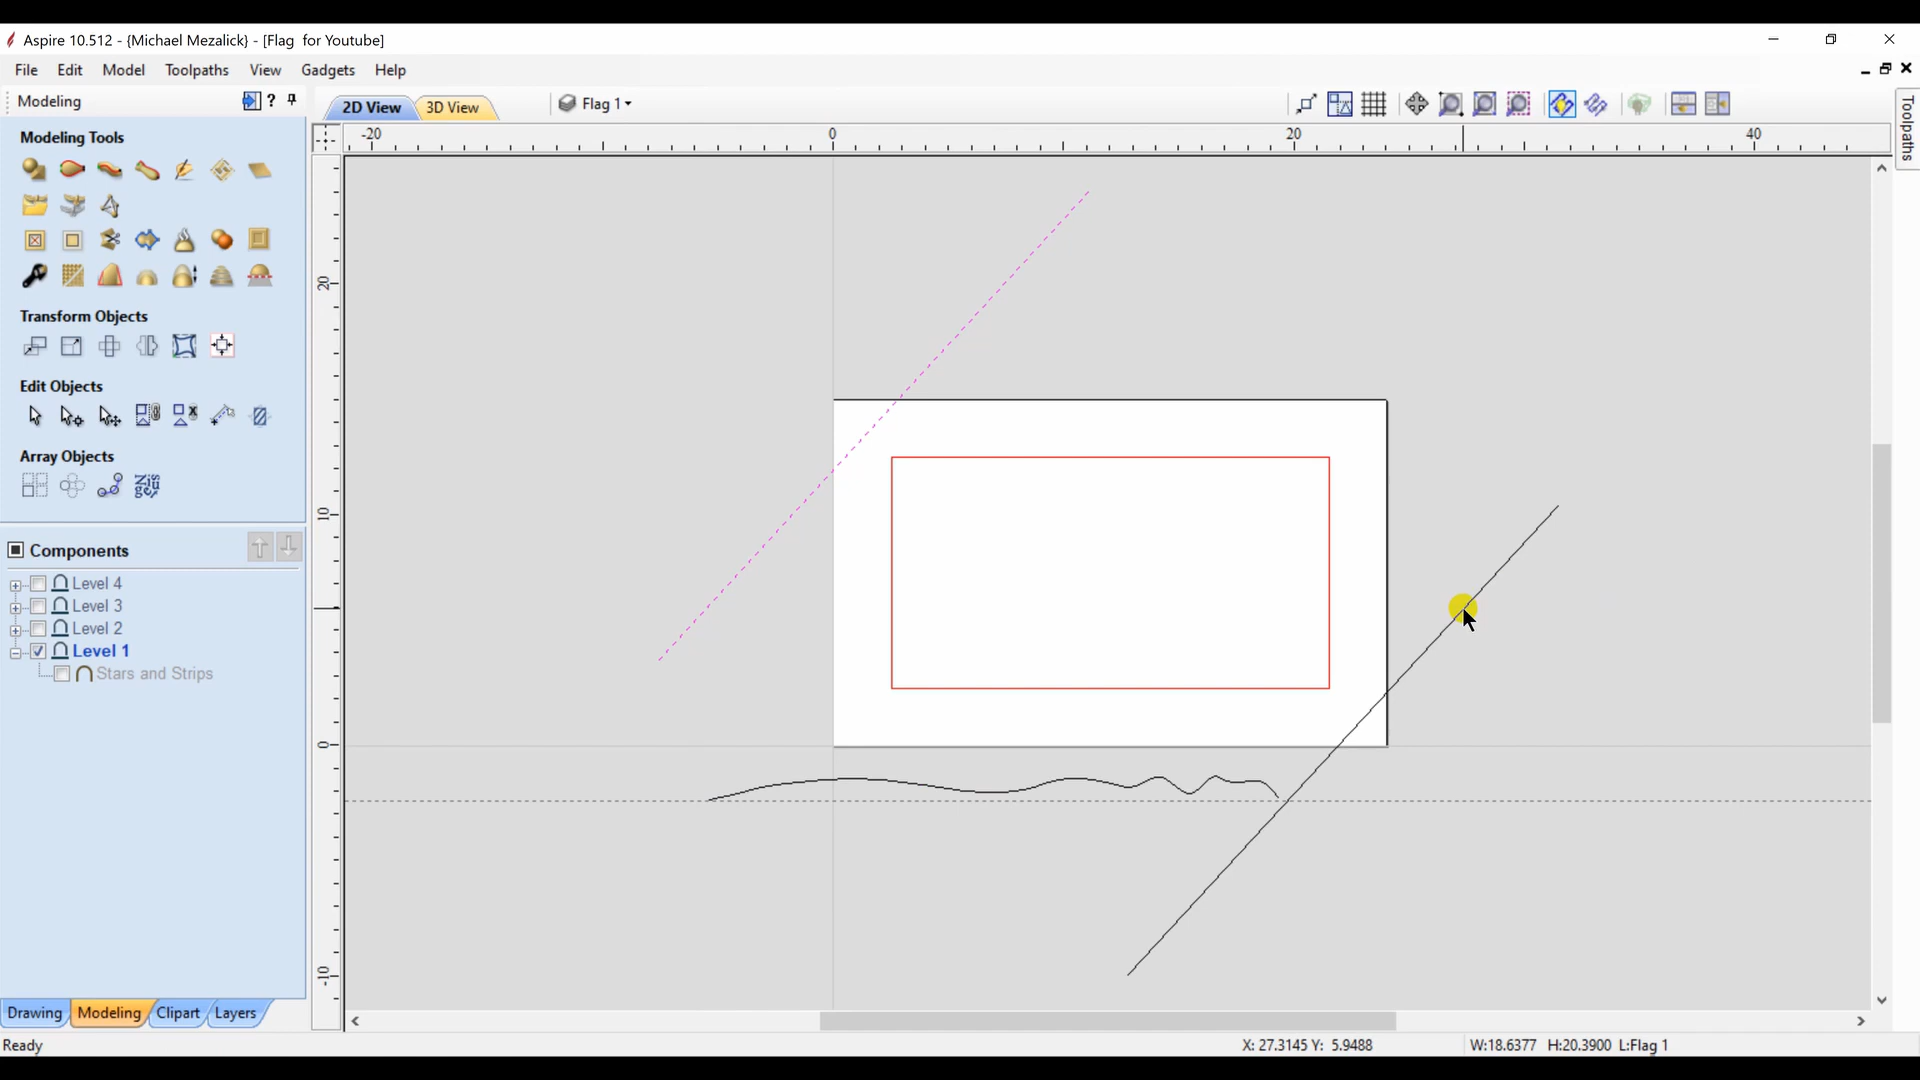 Aspire 10.512 - {Michael Mezalick} - [Flag  for Youtube]
File Edit Model Toolpaths View Gadgets Help
Modeling ?
2D View 3D View Flag 1
Toolpaths
-20 0 20 40
20
10
0
-10
Modeling Tools
Transform Objects
Edit Objects
Array Objects
Components
Level 4
Level 3
Level 2
Level 1
Stars and Strips
Drawing Modeling Clipart Layers
Ready X: 27.3145 Y: 5.9488 W:18.6377 H:20.3900 L:Flag 1